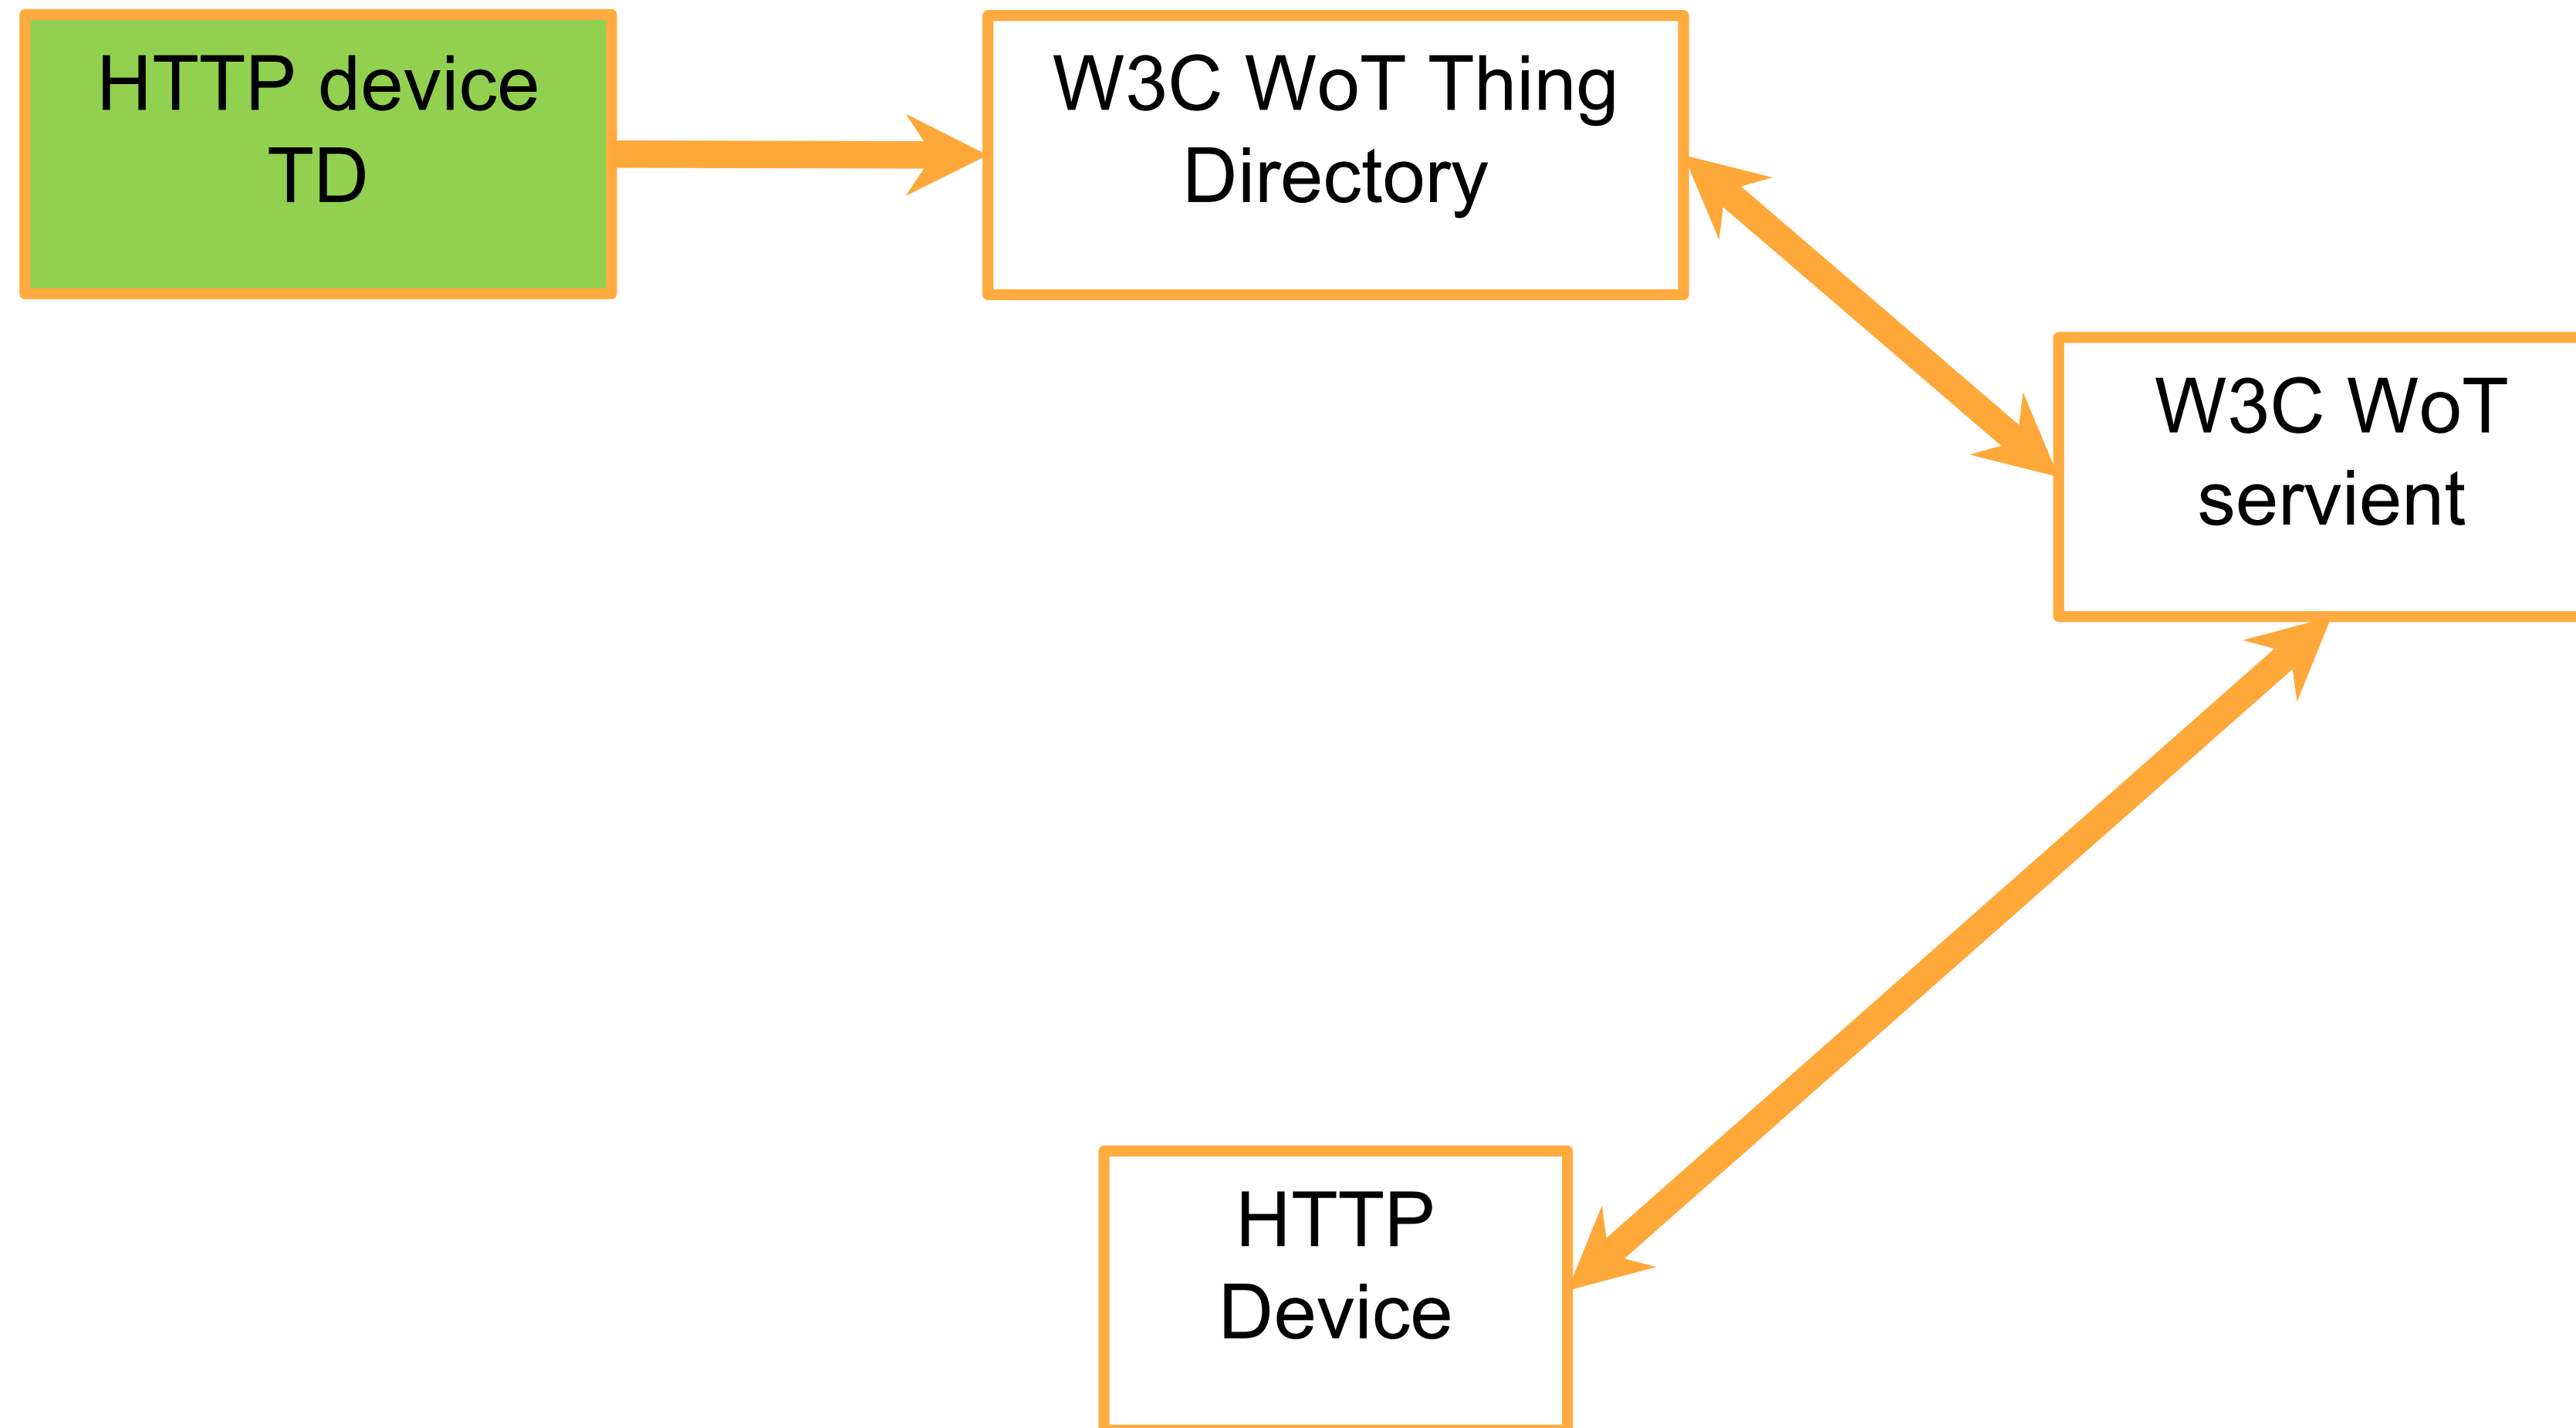 HTTP device
TD
W3C WoT Thing
Directory
W3C WoT
servient
HTTP
Device